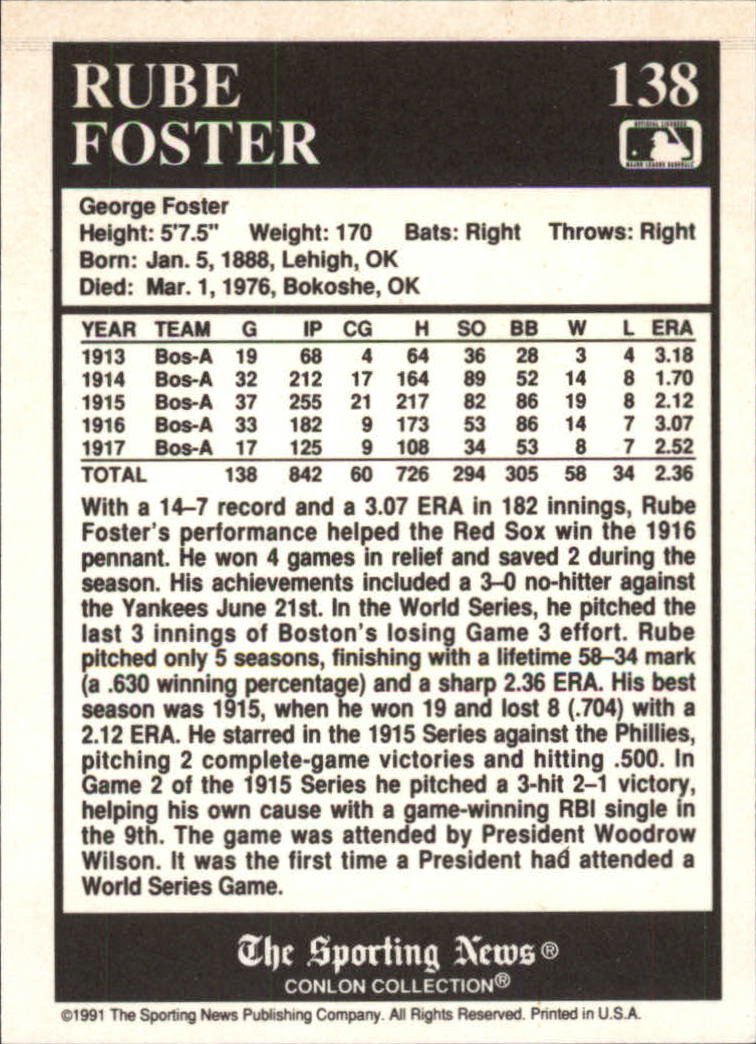 RUBE 138
FOSTER
OFFICIAL LICENSEE
MAJOR LEAGUE BASEBALL
George Foster
Height: 5'7.5" Weight: 170 Bats: Right Throws: Right
Born: Jan. 5, 1888, Lehigh, OK
Died: Mar. 1, 1976, Bokoshe, OK
YEAR TEAM G IP CG H SO BB W L ERA
1913 Bos-A 19 68 4 64 36 28 3 4 3.18
1914 Bos-A 32 212 17 164 89 52 14 8 1.70
1915 Bos-A 37 255 21 217 82 86 19 8 2.12
1916 Bos-A 33 182 9 173 53 86 14 7 3.07
1917 Bos-A 17 125 9 108 34 53 8 7 2.52
TOTAL 138 842 60 726 294 305 58 34 2.36
With a 14–7 record and a 3.07 ERA in 182 innings, Rube
Foster's performance helped the Red Sox win the 1916
pennant. He won 4 games in relief and saved 2 during the
season. His achievements included a 3–0 no-hitter against
the Yankees June 21st. In the World Series, he pitched the
last 3 innings of Boston's losing Game 3 effort. Rube
pitched only 5 seasons, finishing with a lifetime 58–34 mark
(a .630 winning percentage) and a sharp 2.36 ERA. His best
season was 1915, when he won 19 and lost 8 (.704) with a
2.12 ERA. He starred in the 1915 Series against the Phillies,
pitching 2 complete-game victories and hitting .500. In
Game 2 of the 1915 Series he pitched a 3-hit 2–1 victory,
helping his own cause with a game-winning RBI single in
the 9th. The game was attended by President Woodrow
Wilson. It was the first time a President had attended a
World Series Game.
The Sporting News®
CONLON COLLECTION®
©1991 The Sporting News Publishing Company. All Rights Reserved. Printed in U.S.A.